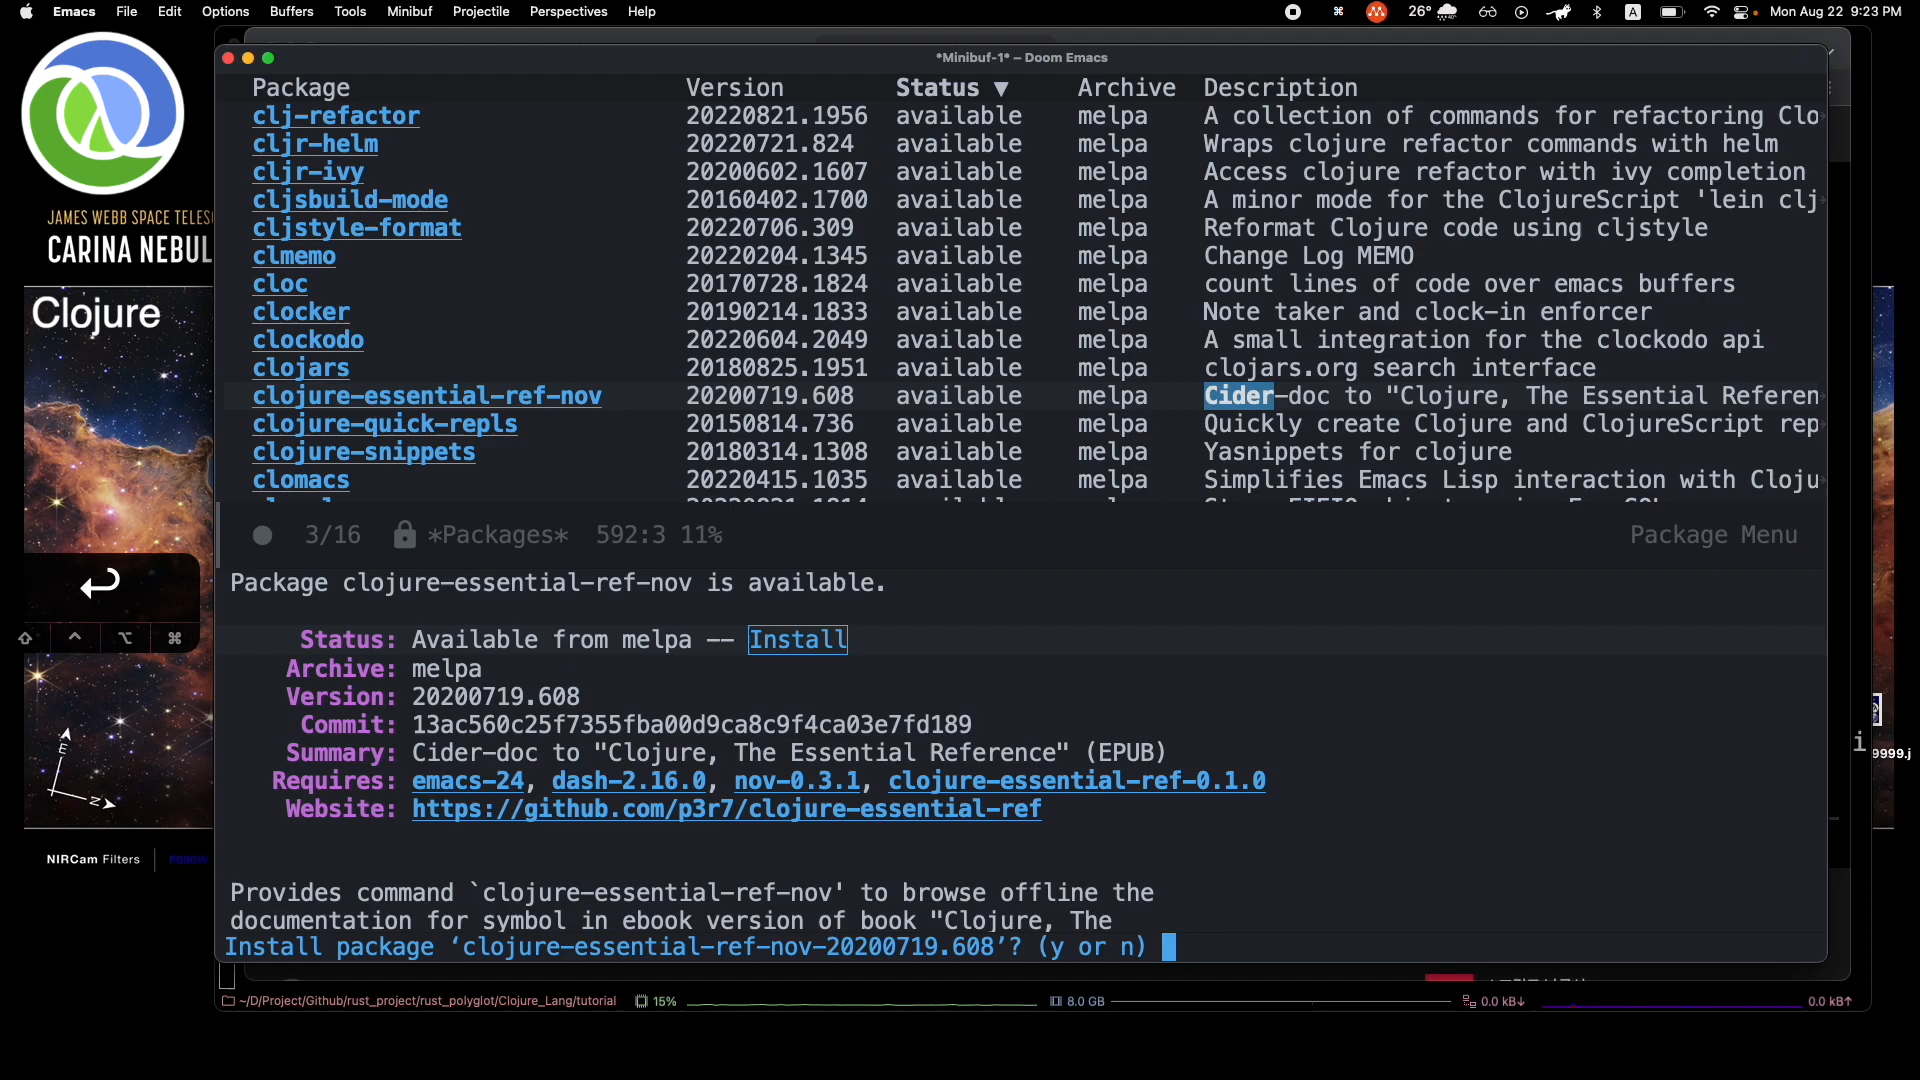 Emacs File Edit Options Buffers Tools Minibuf Projectile Perspectives Help 26° A Mon Aug 22 9:23 PM
*Minibuf-1* – Doom Emacs
Package Version Status ▼ Archive Description
clj-refactor 20220821.1956 available melpa A collection of commands for refactoring Clo
cljr-helm 20220721.824 available melpa Wraps clojure refactor commands with helm
cljr-ivy 20200602.1607 available melpa Access clojure refactor with ivy completion
cljsbuild-mode 20160402.1700 available melpa A minor mode for the ClojureScript 'lein clj
cljstyle-format 20220706.309 available melpa Reformat Clojure code using cljstyle
clmemo 20220204.1345 available melpa Change Log MEMO
cloc 20170728.1824 available melpa count lines of code over emacs buffers
clocker 20190214.1833 available melpa Note taker and clock-in enforcer
clockodo 20220604.2049 available melpa A small integration for the clockodo api
clojars 20180825.1951 available melpa clojars.org search interface
clojure-essential-ref-nov 20200719.608 available melpa Cider-doc to "Clojure, The Essential Referen
clojure-quick-repls 20150814.736 available melpa Quickly create Clojure and ClojureScript rep
clojure-snippets 20180314.1308 available melpa Yasnippets for clojure
clomacs 20220415.1035 available melpa Simplifies Emacs Lisp interaction with Cloju
3/16 *Packages* 592:3 11% Package Menu
Package clojure-essential-ref-nov is available.
Status: Available from melpa -- Install
Archive: melpa
Version: 20200719.608
Commit: 13ac560c25f7355fba00d9ca8c9f4ca03e7fd189
Summary: Cider-doc to "Clojure, The Essential Reference" (EPUB)
Requires: emacs-24, dash-2.16.0, nov-0.3.1, clojure-essential-ref-0.1.0
Website: https://github.com/p3r7/clojure-essential-ref
Provides command `clojure-essential-ref-nov' to browse offline the
documentation for symbol in ebook version of book "Clojure, The
Install package ‘clojure-essential-ref-nov-20200719.608’? (y or n)
~/D/Project/Github/rust_project/rust_polyglot/Clojure_Lang/tutorial 15% 8.0 GB 0.0 kB↓ 0.0 kB↑
JAMES WEBB SPACE TELES
CARINA NEBUL
Clojure
E
N
NIRCam Filters
i
9999.j